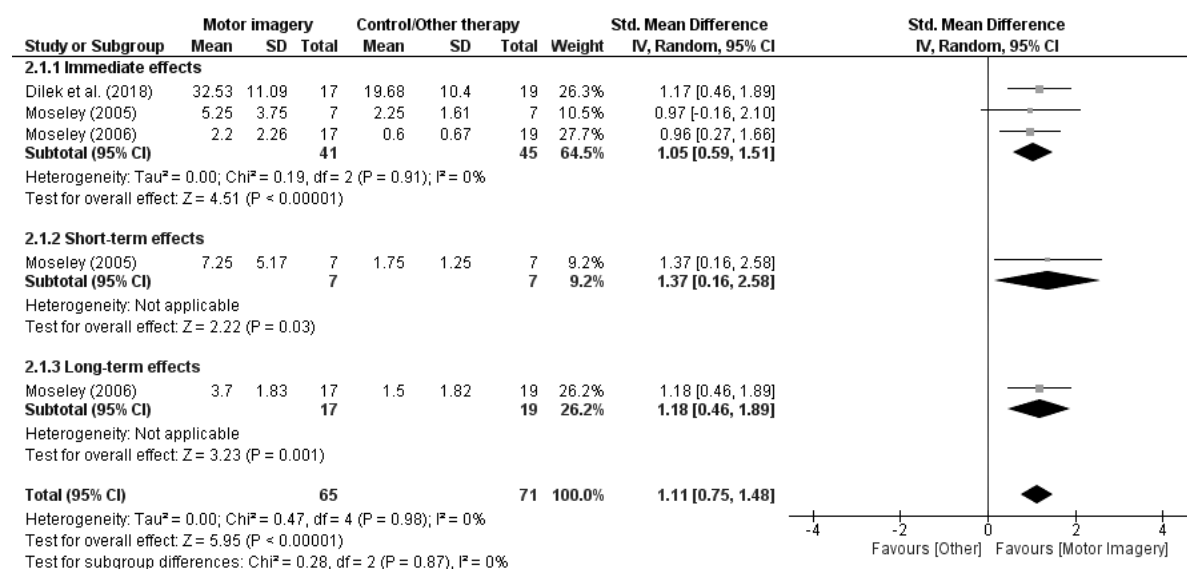 Motor imagery Control/Other therapy Std. Mean Difference Std. Mean Difference
Study or Subgroup Mean SD Total Mean SD Total Weight IV, Random, 95% CI IV, Random, 95% CI
2.1.1 Immediate effects
Dilek et al. (2018) 32.53 11.09 17 19.68 10.4 19 26.3% 1.17 [0.46, 1.89]
Moseley (2005) 5.25 3.75 7 2.25 1.61 7 10.5% 0.97 [-0.16, 2.10]
Moseley (2006) 2.2 2.26 17 0.6 0.67 19 27.7% 0.96 [0.27, 1.66]
Subtotal (95% CI) 41 45 64.5% 1.05 [0.59, 1.51]
Heterogeneity: Tau² = 0.00; Chi² = 0.19, df = 2 (P = 0.91); I² = 0%
Test for overall effect: Z = 4.51 (P < 0.00001)
2.1.2 Short-term effects
Moseley (2005) 7.25 5.17 7 1.75 1.25 7 9.2% 1.37 [0.16, 2.58]
Subtotal (95% CI) 7 7 9.2% 1.37 [0.16, 2.58]
Heterogeneity: Not applicable
Test for overall effect: Z = 2.22 (P = 0.03)
2.1.3 Long-term effects
Moseley (2006) 3.7 1.83 17 1.5 1.82 19 26.2% 1.18 [0.46, 1.89]
Subtotal (95% CI) 17 19 26.2% 1.18 [0.46, 1.89]
Heterogeneity: Not applicable
Test for overall effect: Z = 3.23 (P = 0.001)
Total (95% CI) 65 71 100.0% 1.11 [0.75, 1.48]
Heterogeneity: Tau² = 0.00; Chi² = 0.47, df = 4 (P = 0.98); I² = 0%
Test for overall effect: Z = 5.95 (P < 0.00001)
Test for subgroup differences: Chi² = 0.28, df = 2 (P = 0.87), I² = 0%
-4 -2 0 2 4
Favours [Other] Favours [Motor Imagery]